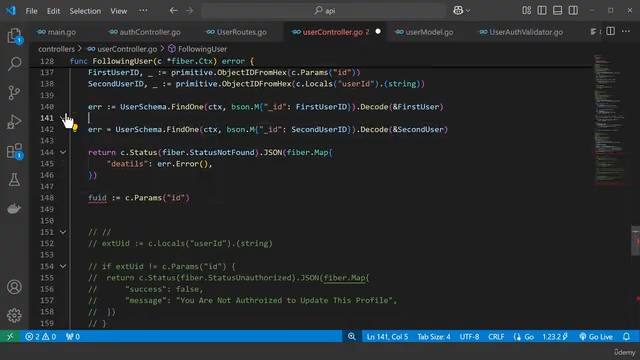 api
main.go
authController.go
UserRoutes.go
userController.go 2
userModel.go
UserAuthValidator.go
controllers > userController.go > FollowingUser
128 func FollowingUser(c *fiber.Ctx) error {
137 FirstUserID, _ := primitive.ObjectIDFromHex(c.Params("id"))
138 SecondUserID, _ := primitive.ObjectIDFromHex(c.Locals("userId").(string))
139
140 err := UserSchema.FindOne(ctx, bson.M{"_id": FirstUserID}).Decode(&FirstUser)
141
142 err = UserSchema.FindOne(ctx, bson.M{"_id": SecondUserID}).Decode(&SecondUser)
143
144 return c.Status(fiber.StatusNotFound).JSON(fiber.Map{
145 "deatils": err.Error(),
146 })
147
148 fuid := c.Params("id")
149
150
151 // //
152 // extUid := c.Locals("userId").(string)
153
154 // if extUid != c.Params("id") {
155 // return c.Status(fiber.StatusUnauthorized).JSON(fiber.Map{
156 // "success": false,
157 // "message": "You Are Not Authroized to Update This Profile",
158 // })
159 // }
2 0 0 Ln 141, Col 5 Tab Size: 4 UTF-8 CRLF Go 1.23.2 Go Live
ûdemy